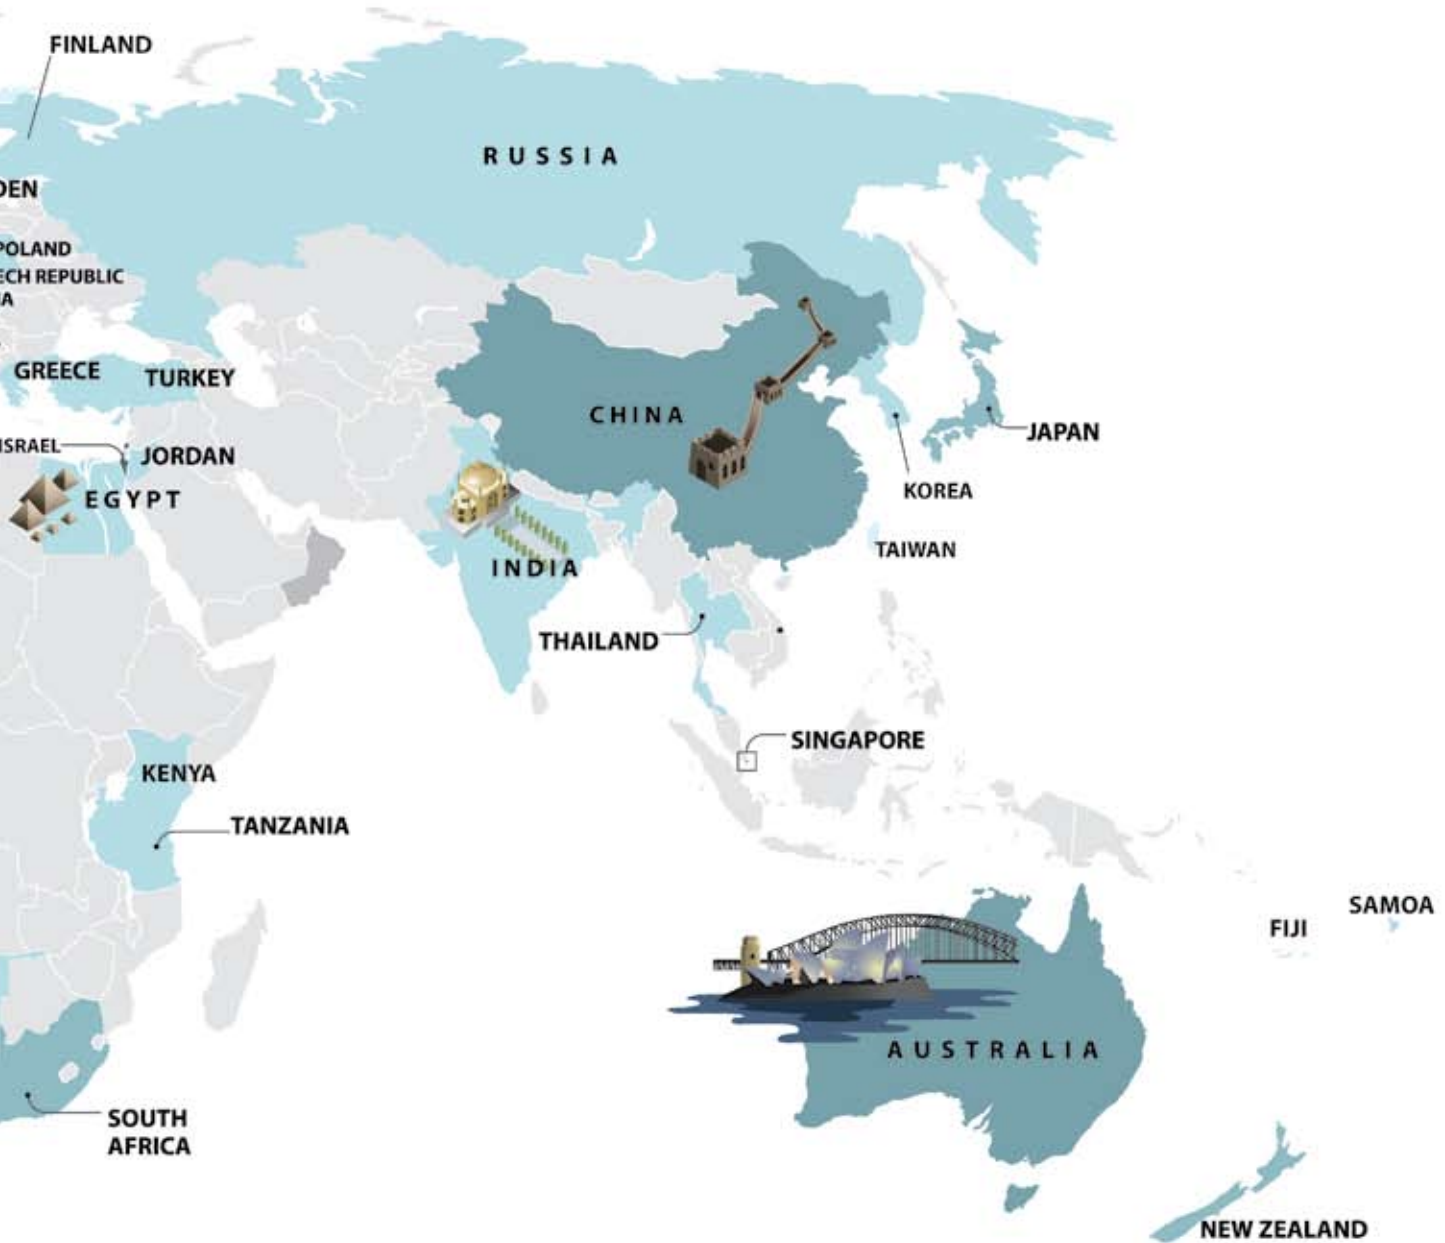 FINLAND
RUSSIA
DEN
POLAND
ECH REPUBLIC
IA
GREECE
TURKEY
CHINA
JAPAN
ISRAEL
JORDAN
EGYPT
KOREA
TAIWAN
INDIA
THAILAND
SINGAPORE
KENYA
TANZANIA
SAMOA
FIJI
AUSTRALIA
SOUTH
AFRICA
NEW ZEALAND